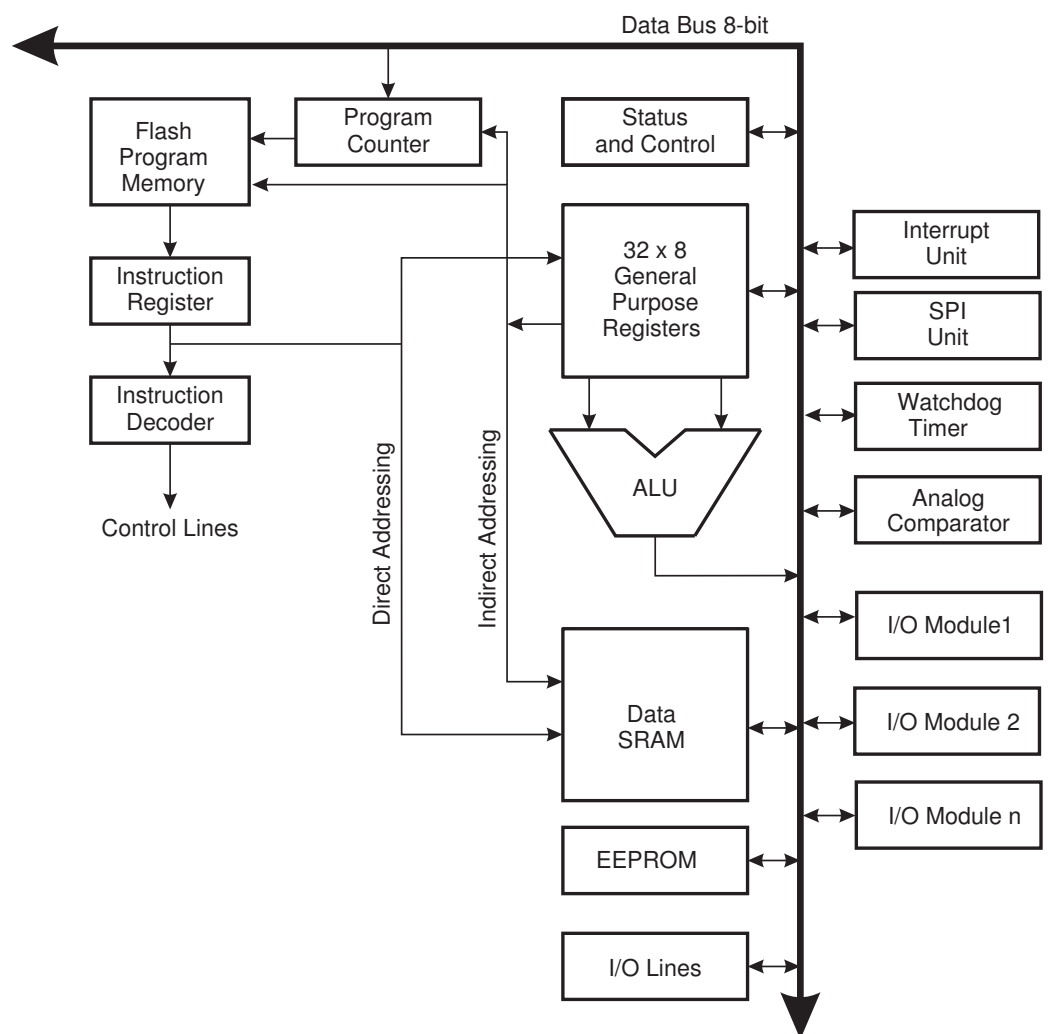 Data Bus 8-bit
Flash
Program
Memory
Program
Counter
Status
and Control
Instruction
Register
32 x 8
General
Purpose
Registers
Interrupt
Unit
SPI
Unit
Instruction
Decoder
Watchdog
Timer
ALU
Analog
Comparator
Control Lines
Direct Addressing
Indirect Addressing
I/O Module1
Data
SRAM
I/O Module 2
I/O Module n
EEPROM
I/O Lines